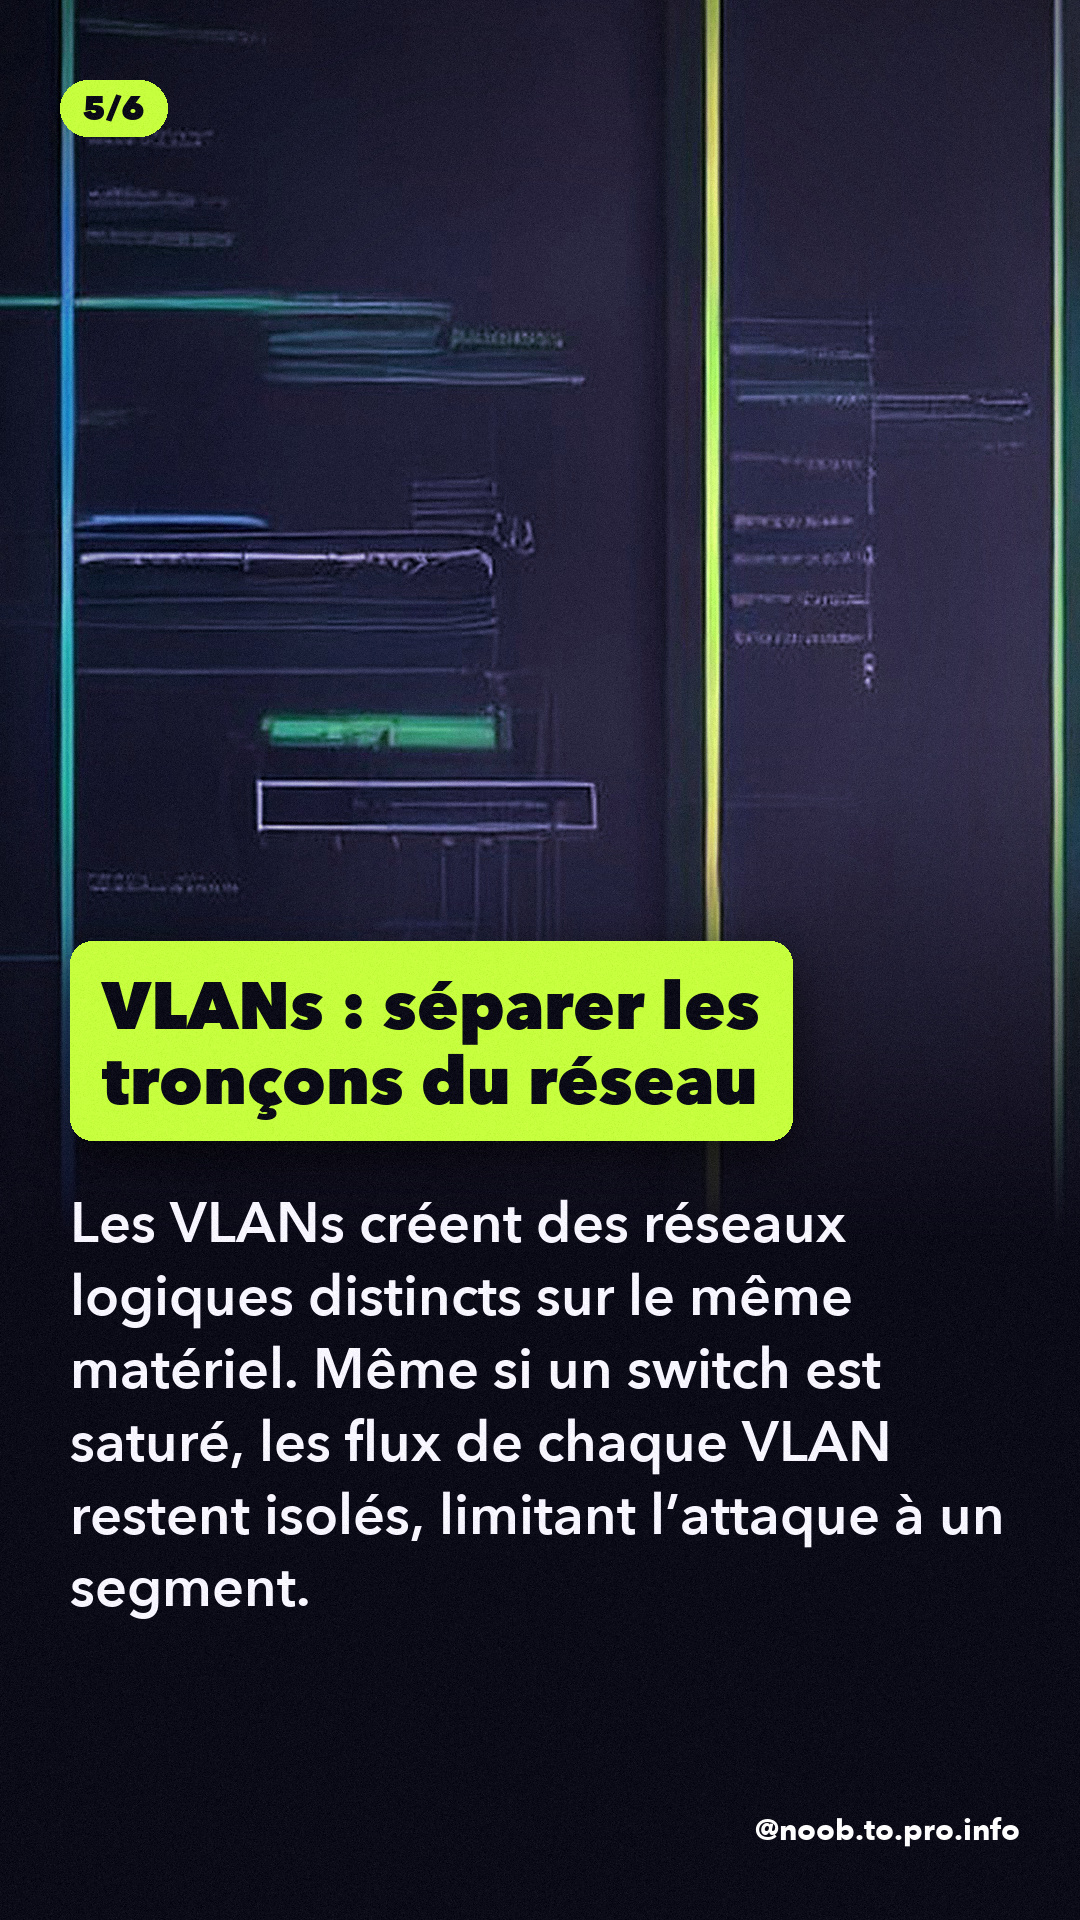 5/6
VLANs : séparer les
tronçons du réseau
Les VLANs créent des réseaux
logiques distincts sur le même
matériel. Même si un switch est
saturé, les flux de chaque VLAN
restent isolés, limitant l’attaque à un
segment.
@noob.to.pro.info